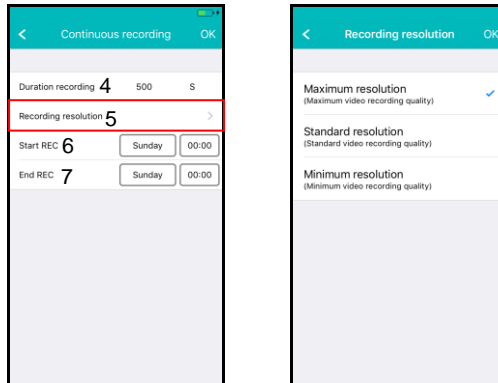 Continuous recording OK
Duration recording 4 500 S
Recording resolution 5
Start REC 6 Sunday 00:00
End REC 7 Sunday 00:00
Recording resolution OK
Maximum resolution
(Maximum video recording quality)
Standard resolution
(Standard video recording quality)
Minimum resolution
(Minimum video recording quality)